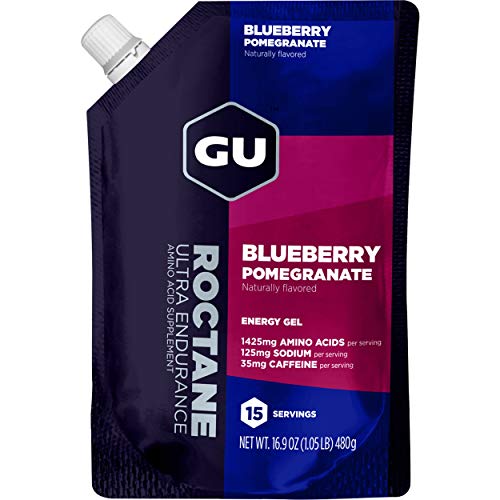 BLUEBERRY
POMEGRANATE
Naturally flavored
GU
ROCTANE
ULTRA ENDURANCE
AMINO ACID SUPPLEMENT
BLUEBERRY
POMEGRANATE
Naturally flavored
ENERGY GEL
1425mg AMINO ACIDS per serving
125mg SODIUM per serving
35mg CAFFEINE per serving
15 SERVINGS
NET WT. 16.9 OZ (1.05 LB) 480g